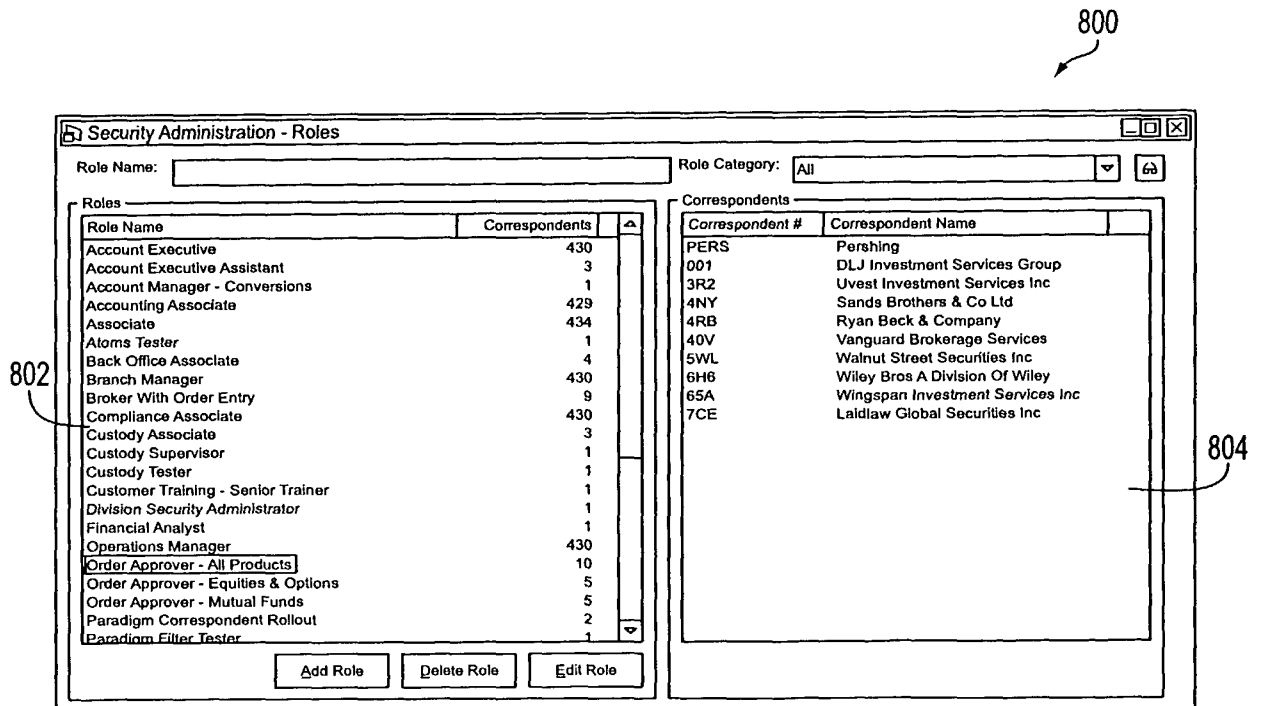 800
Security Administration - Roles
Role Name:
Role Category: All
Roles
Role Name Correspondents
Account Executive 430
Account Executive Assistant 3
Account Manager - Conversions 1
Accounting Associate 429
Associate 434
Atoms Tester 1
Back Office Associate 4
Branch Manager 430
Broker With Order Entry 9
Compliance Associate 430
Custody Associate 3
Custody Supervisor 1
Custody Tester 1
Customer Training - Senior Trainer 1
Division Security Administrator 1
Financial Analyst 1
Operations Manager 430
Order Approver - All Products 10
Order Approver - Equities & Options 5
Order Approver - Mutual Funds 5
Paradigm Correspondent Rollout 2
Paradigm Filter Tester 1
802
Add Role Delete Role Edit Role
Correspondents
Correspondent # Correspondent Name
PERS Pershing
001 DLJ Investment Services Group
3R2 Uvest Investment Services Inc
4NY Sands Brothers & Co Ltd
4RB Ryan Beck & Company
40V Vanguard Brokerage Services
5WL Walnut Street Securities Inc
6H6 Wiley Bros A Division Of Wiley
65A Wingspan Investment Services Inc
7CE Laidlaw Global Securities Inc
804